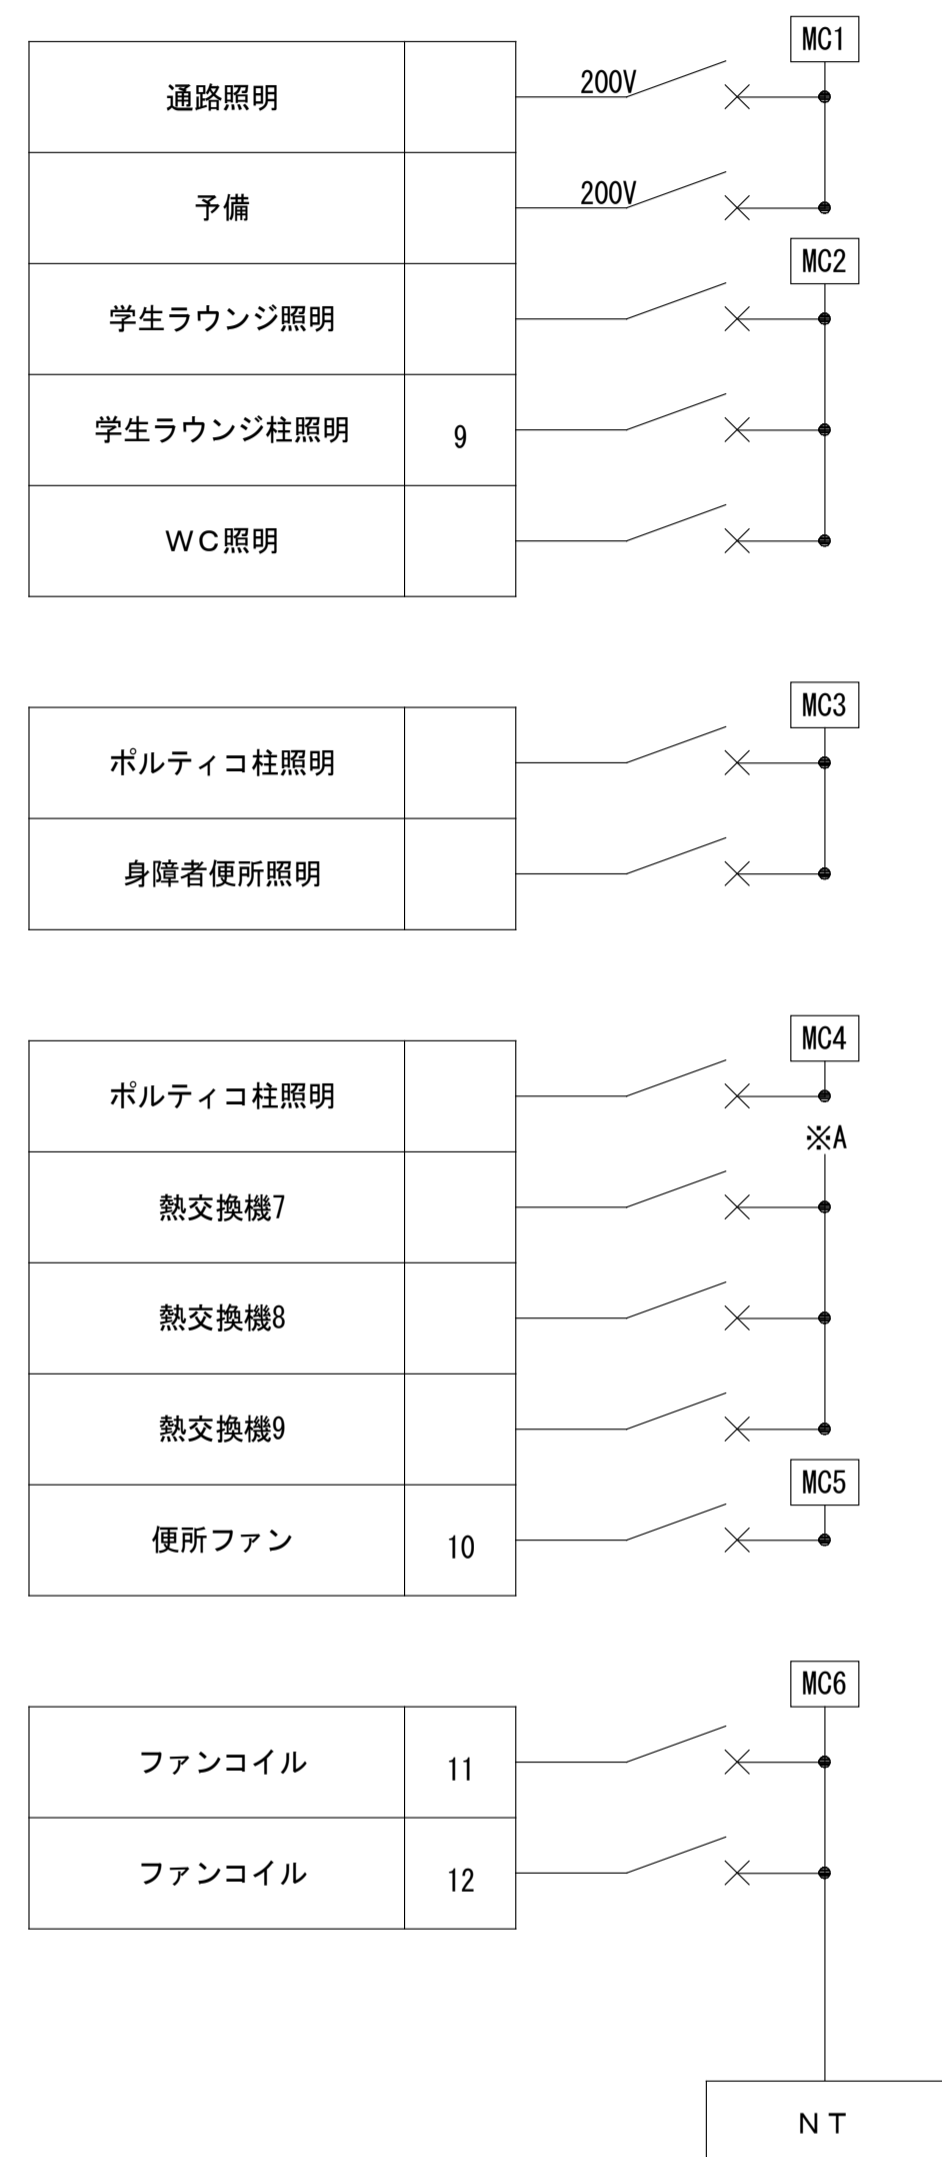 MC1
通路照明 200V
予備 200V
MC2
学生ラウンジ照明
学生ラウンジ柱照明 9
ＷＣ照明
MC3
ポルティコ柱照明
身障者便所照明
MC4
ポルティコ柱照明
※A
熱交換機7
熱交換機8
熱交換機9
MC5
便所ファン 10
MC6
ファンコイル 11
ファンコイル 12
ＮＴ